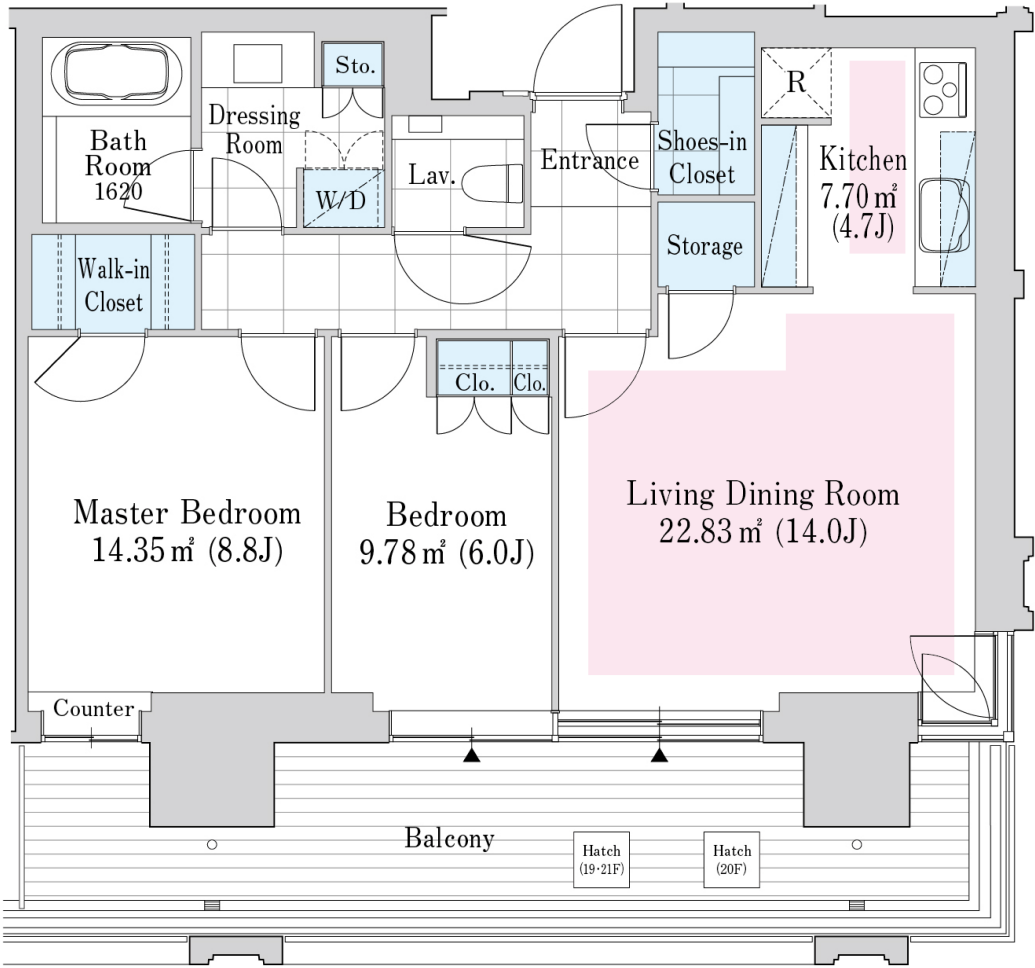 Sto.
R
Bath
Room
1620
Dressing
Room
W/D
Lav.
Entrance
Shoes-in
Closet
Kitchen
7.70㎡
(4.7J)
Storage
Walk-in
Closet
Clo.
Clo.
Master Bedroom
14.35㎡ (8.8J)
Bedroom
9.78㎡ (6.0J)
Living Dining Room
22.83㎡ (14.0J)
Counter
Balcony
Hatch
(19·21F)
Hatch
(20F)